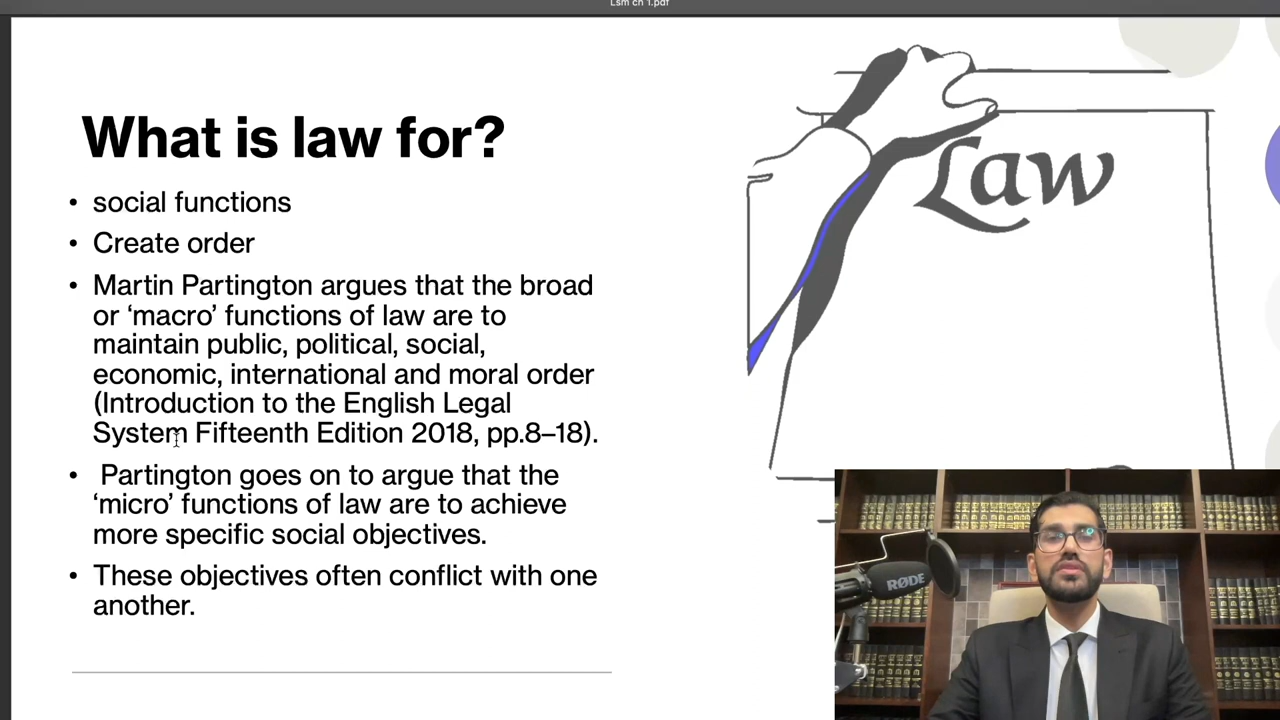 Lsm ch 1.pdf
What is law for?
• social functions
• Create order
• Martin Partington argues that the broad
or ‘macro’ functions of law are to
maintain public, political, social,
economic, international and moral order
(Introduction to the English Legal
System Fifteenth Edition 2018, pp.8–18).
• Partington goes on to argue that the
‘micro’ functions of law are to achieve
more specific social objectives.
• These objectives often conflict with one
another.
Law
RØDE